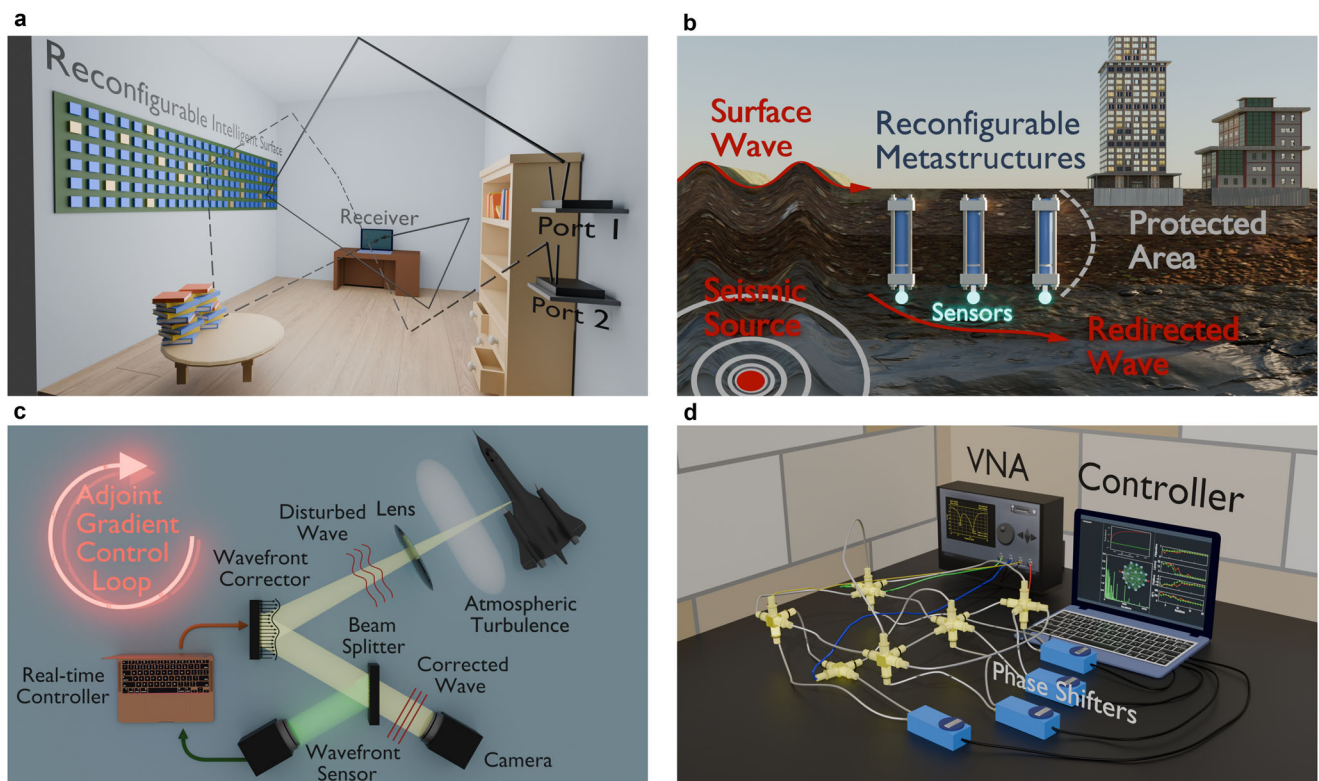 a
Reconfigurable Intelligent Surface
Receiver
Port 1
Port 2
b
Surface
Wave
Reconfigurable
Metastructures
Protected
Area
Seismic
Source
Sensors
Redirected
Wave
c
Adjoint
Gradient
Control
Loop
Disturbed
Wave
Lens
Wavefront
Corrector
Atmospheric
Turbulence
Beam
Splitter
Real-time
Controller
Corrected
Wave
Wavefront
Sensor
Camera
d
VNA
Controller
Phase Shifters